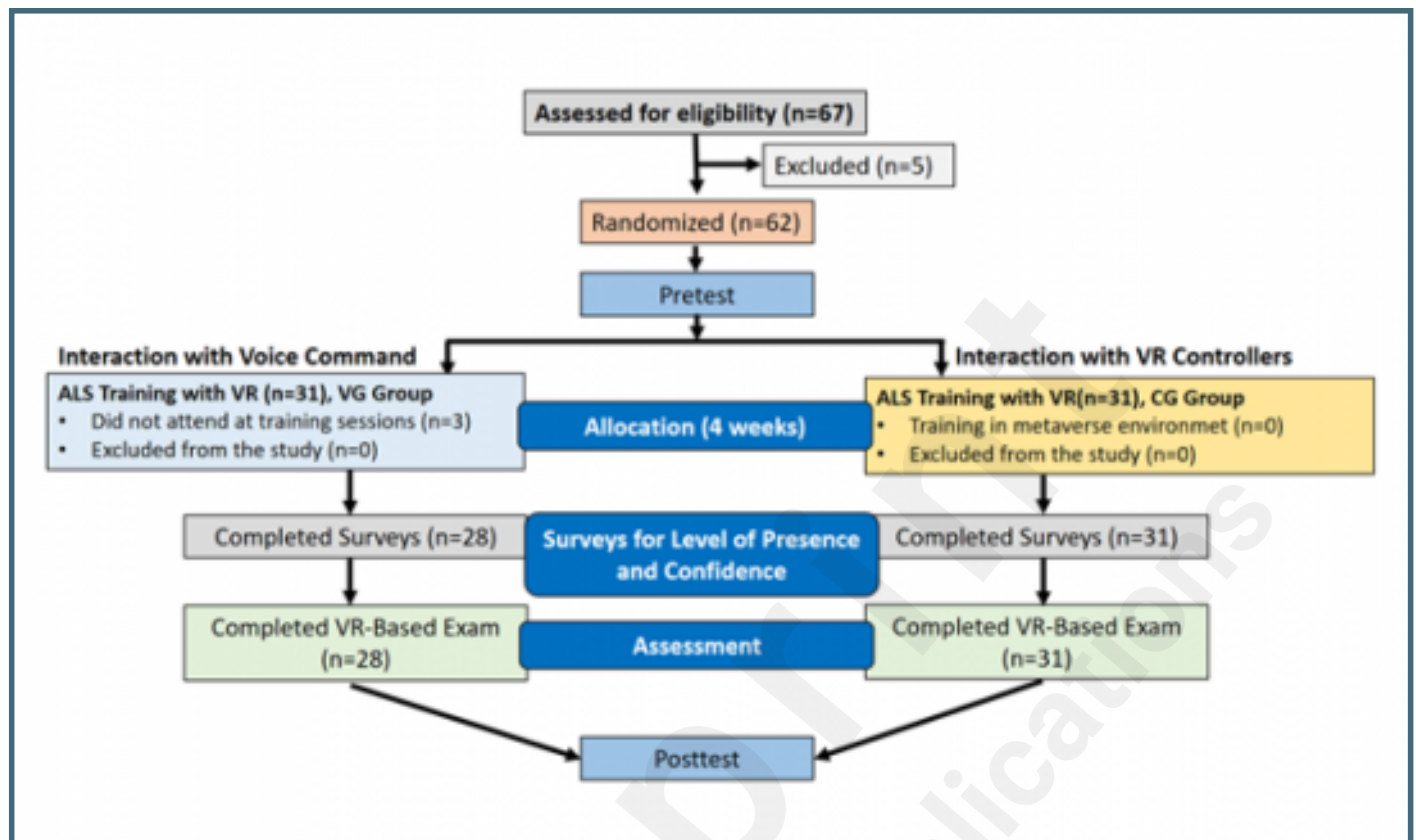 Assessed for eligibility (n=67)
Excluded (n=5)
Randomized (n=62)
Pretest
Interaction with Voice Command
Interaction with VR Controllers
ALS Training with VR (n=31), VG Group
• Did not attend at training sessions (n=3)
• Excluded from the study (n=0)
Allocation (4 weeks)
ALS Training with VR(n=31), CG Group
• Training in metaverse environmet (n=0)
• Excluded from the study (n=0)
Completed Surveys (n=28)
Surveys for Level of Presence
and Confidence
Completed Surveys (n=31)
Completed VR-Based Exam
(n=28)
Assessment
Completed VR-Based Exam
(n=31)
Posttest